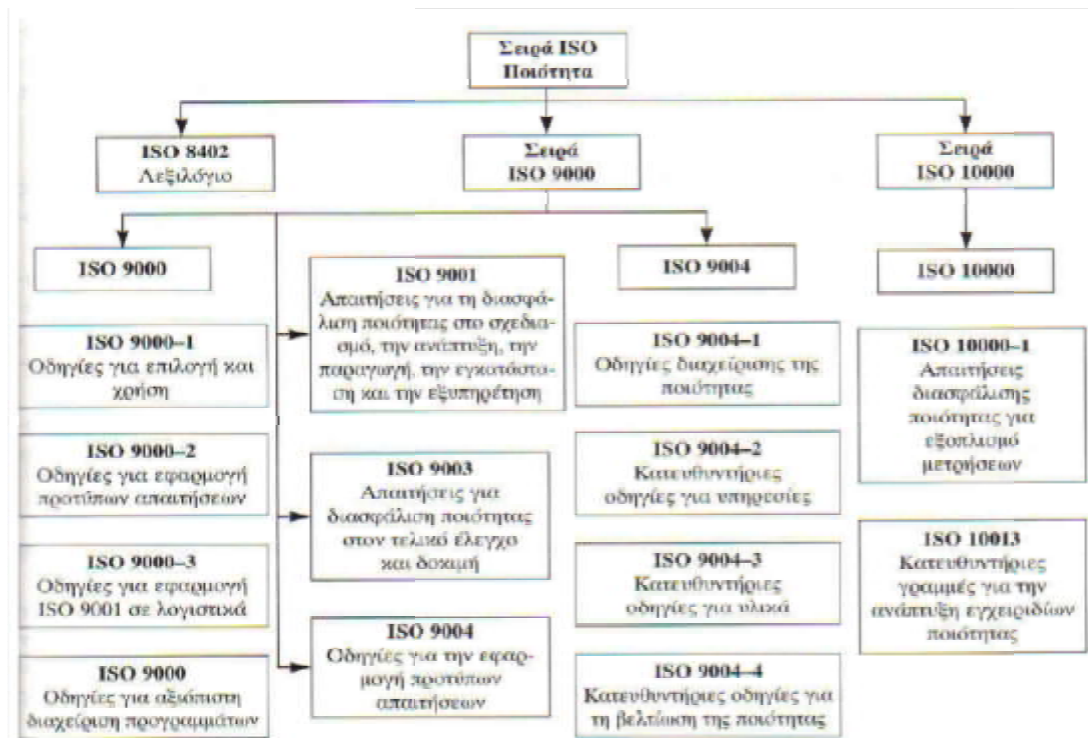 Σειρά ISO
Ποιότητα
ISO 8402
Λεξιλόγιο
Σειρά
ISO 9000
Σειρά
ISO 10000
ISO 9000
ISO 9001
Απαιτήσεις για τη διασφά-
λιση ποιότητας στο σχεδια-
σμό, την ανάπτυξη, την
παραγωγή, την εγκατάστα-
ση και την εξυπηρέτηση
ISO 9004
ISO 10000
ISO 9000–1
Οδηγίες για επιλογή και
χρήση
ISO 9004–1
Οδηγίες διαχείρισης της
ποιότητας
ISO 10000–1
Απαιτήσεις
διασφάλισης
ποιότητας για
εξοπλισμό
μετρήσεων
ISO 9000–2
Οδηγίες για εφαρμογή
προτύπων απαιτήσεων
ISO 9003
Απαιτήσεις για
διασφάλιση ποιότητας
στον τελικό έλεγχο
και δοκιμή
ISO 9004–2
Κατευθυντήριες
οδηγίες για υπηρεσίες
ISO 9000–3
Οδηγίες για εφαρμογή
ISO 9001 σε λογιστικά
ISO 9004–3
Κατευθυντήριες
οδηγίες για υλικά
ISO 10013
Κατευθυντήριες
γραμμές για την
ανάπτυξη εγχειριδίων
ποιότητας
ISO 9000
Οδηγίες για αξιόπιστη
διαχείριση προγραμμάτων
ISO 9004
Οδηγίες για την εφαρ-
μογή προτύπων
απαιτήσεων
ISO 9004–4
Κατευθυντήριες οδηγίες για
τη βελτίωση της ποιότητας